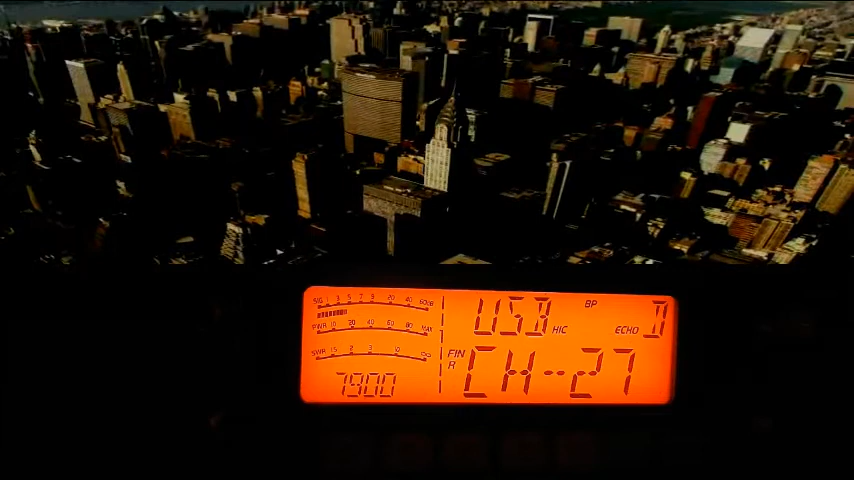 SIG 1 3 5 7 9 20 40 60dB
PWR 10 20 40 60 80 MAX
SWR 1.5 2 3 10
7900
USB HIC BP ECHO D
FIN
R
CH--27